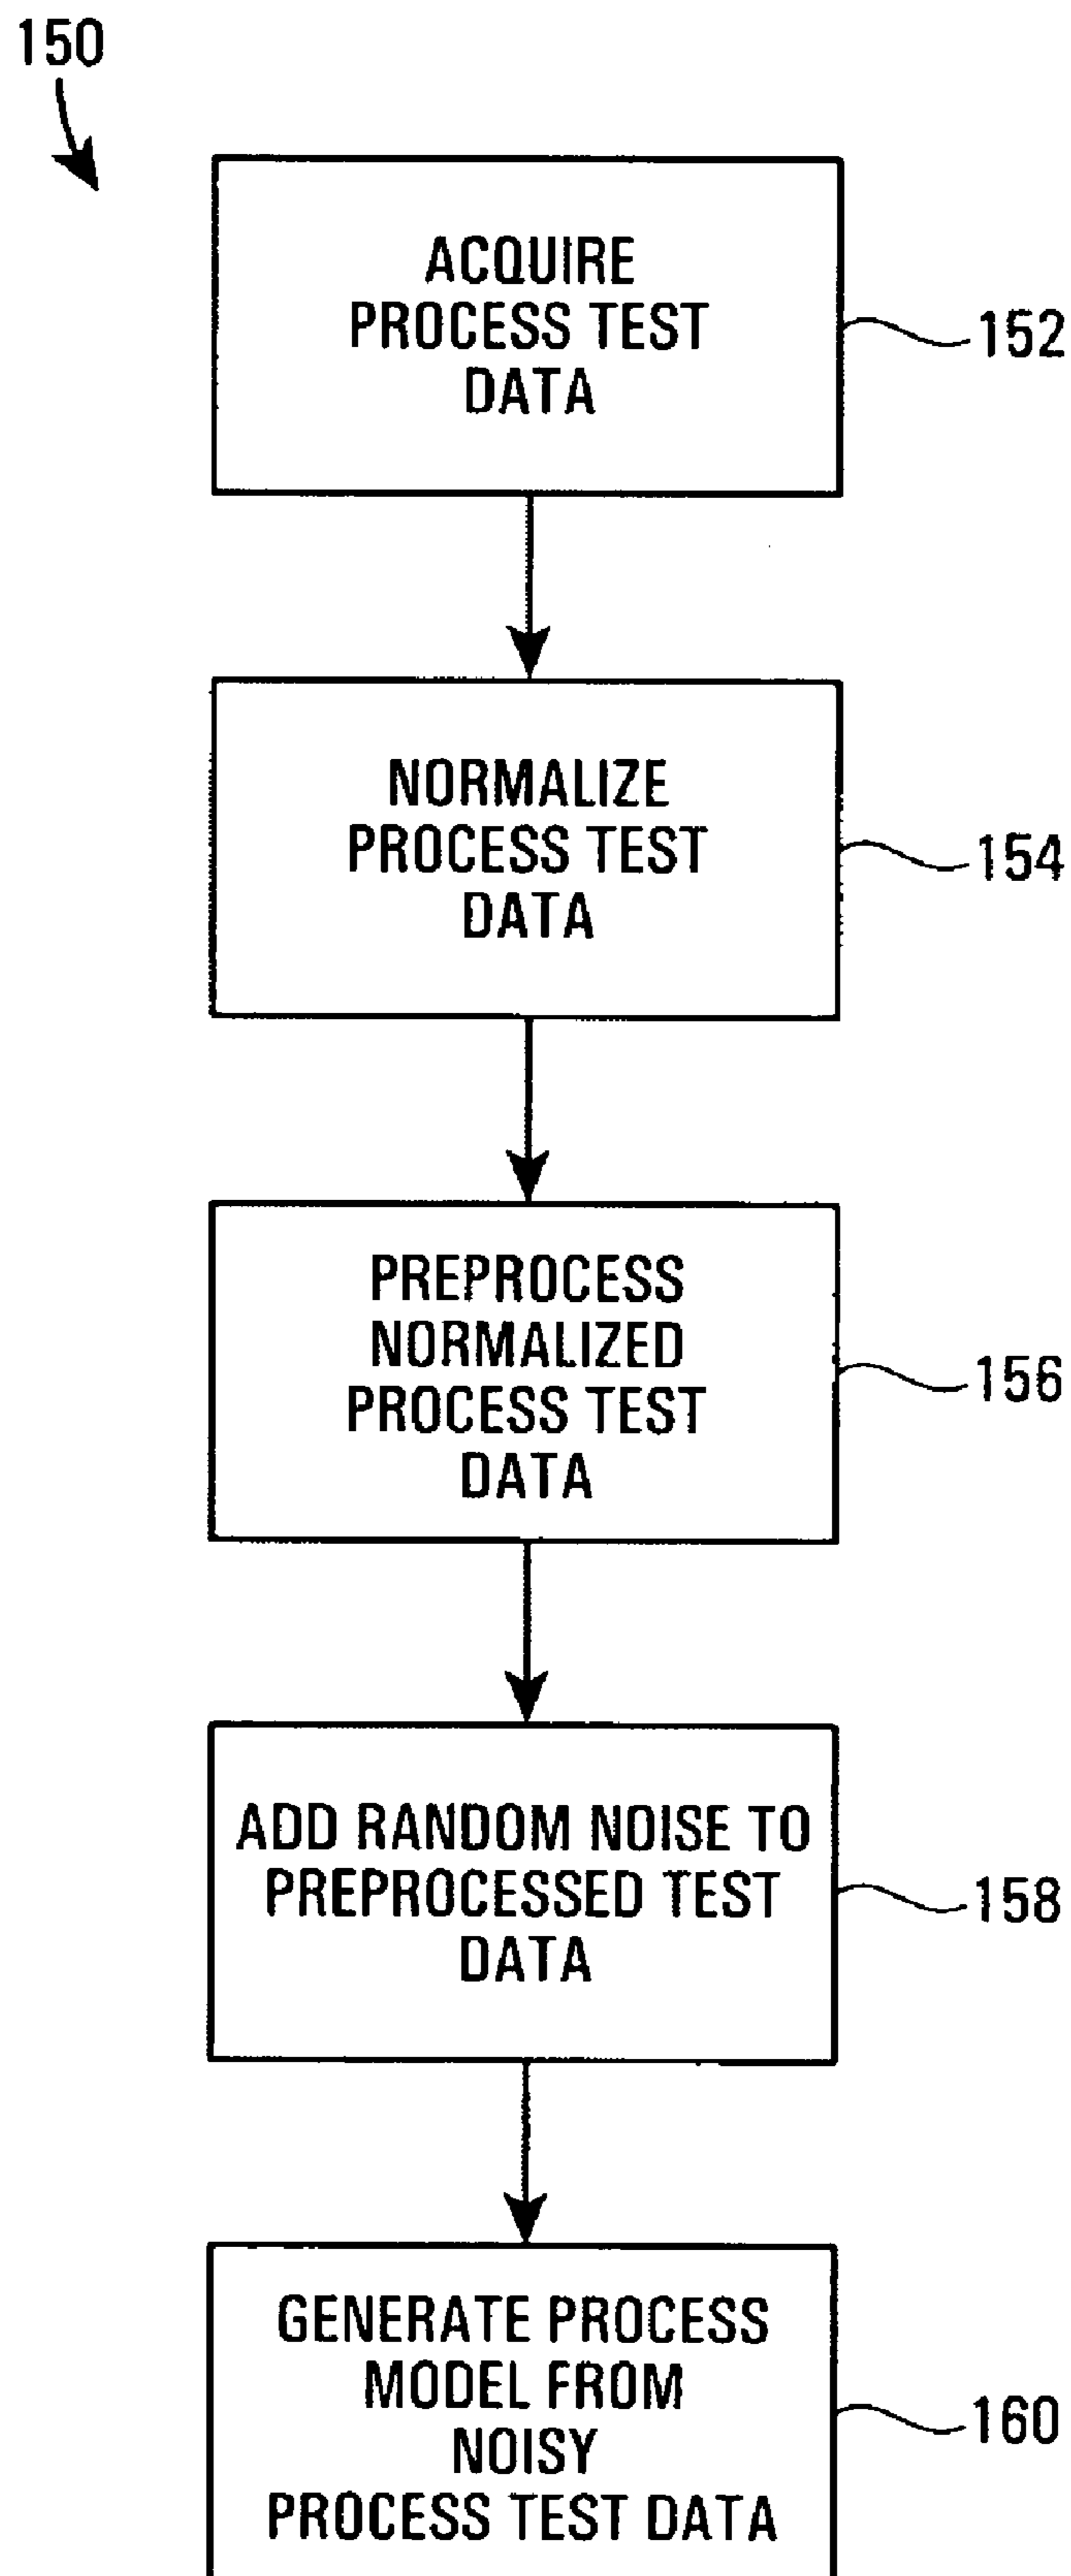 150
ACQUIRE
PROCESS TEST
DATA
152
NORMALIZE
PROCESS TEST
DATA
154
PREPROCESS
NORMALIZED
PROCESS TEST
DATA
156
ADD RANDOM NOISE TO
PREPROCESSED TEST
DATA
158
GENERATE PROCESS
MODEL FROM
NOISY
PROCESS TEST DATA
160